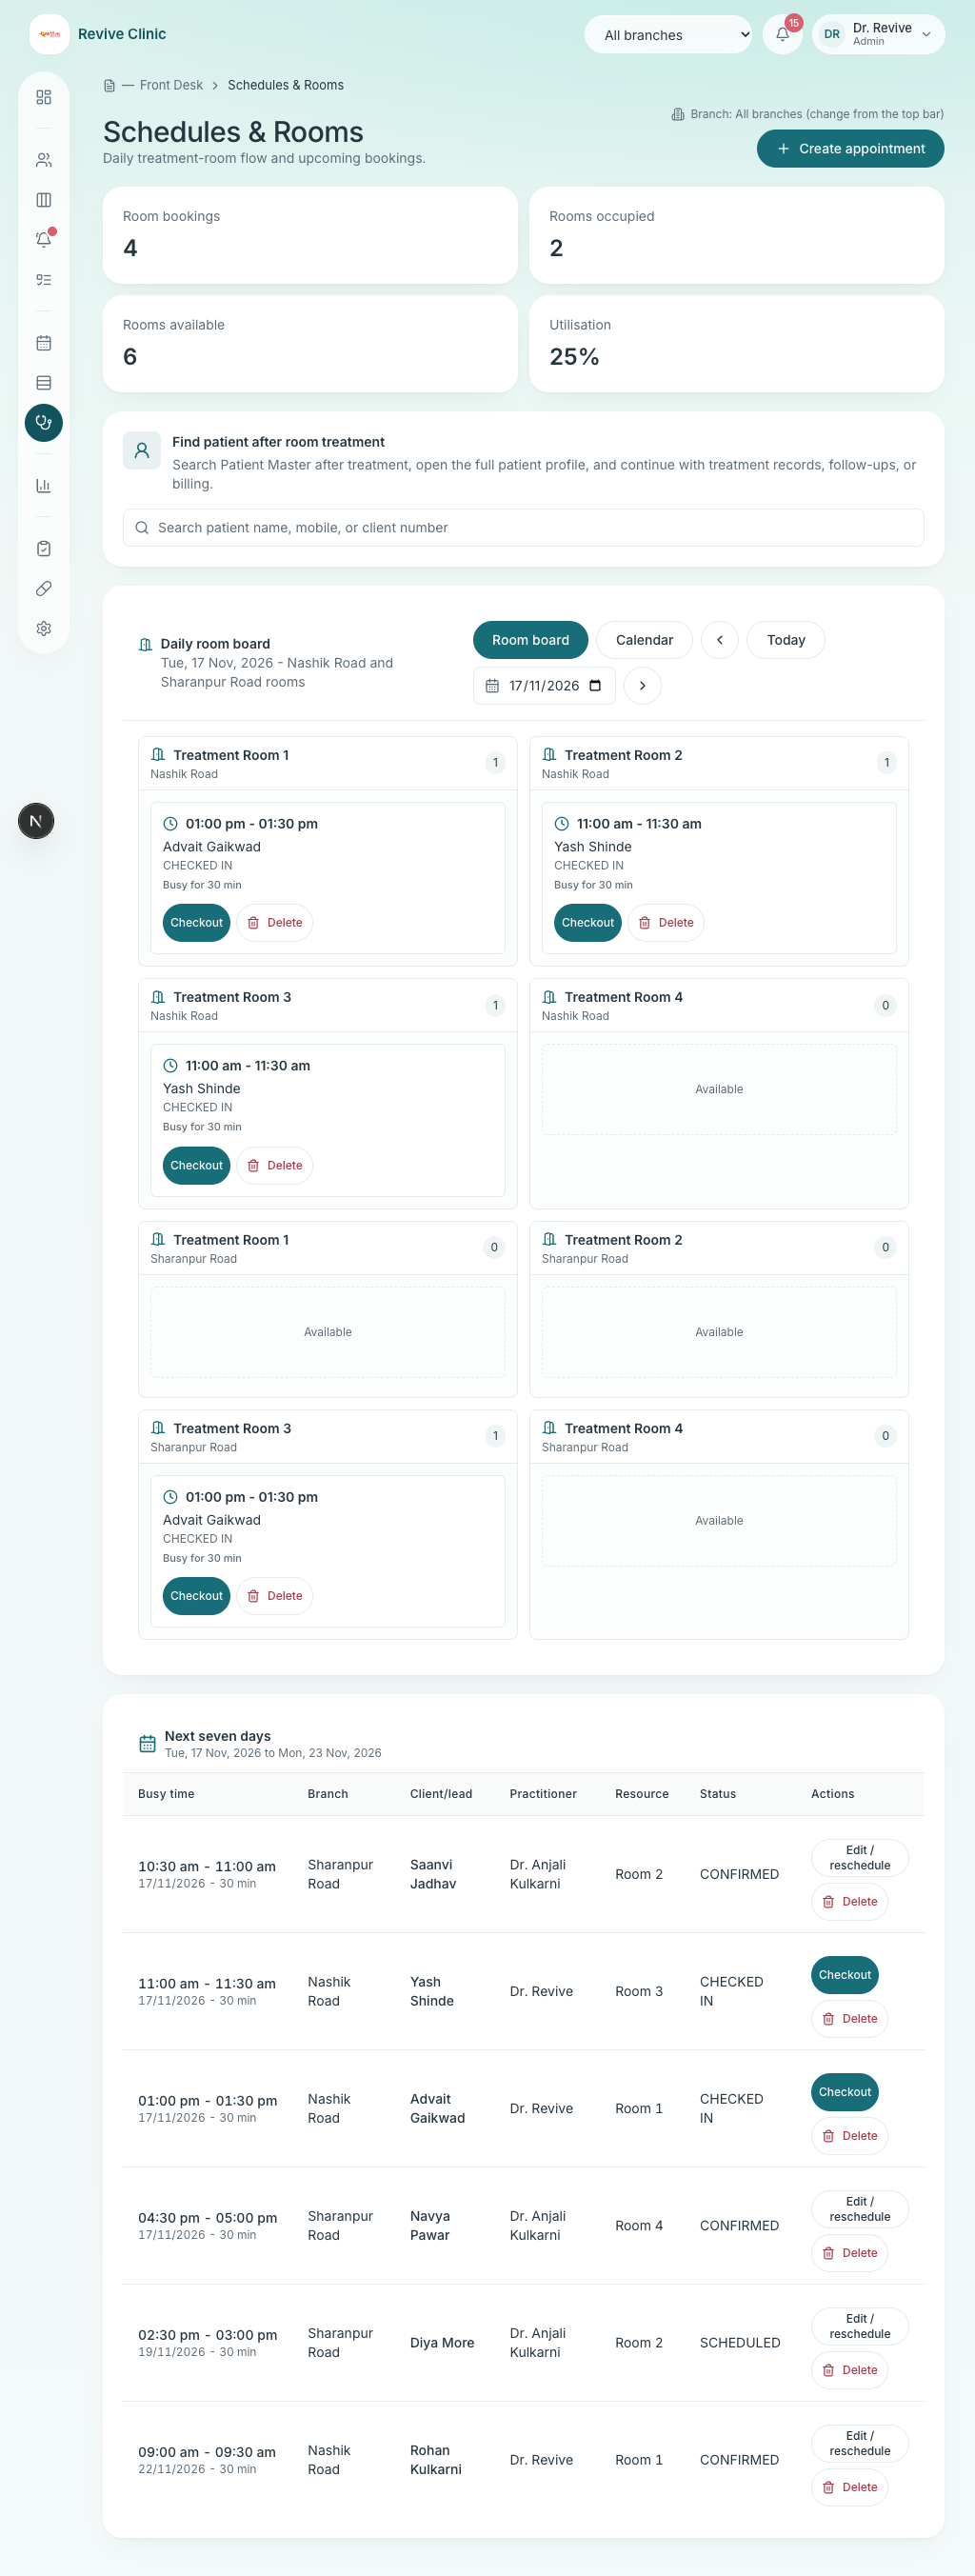 Revive Clinic
All branches
15
DR
Dr. Revive
Admin
— Front Desk > Schedules & Rooms
Branch: All branches (change from the top bar)
Schedules & Rooms
Daily treatment-room flow and upcoming bookings.
+ Create appointment
Room bookings
4
Rooms occupied
2
Rooms available
6
Utilisation
25%
Find patient after room treatment
Search Patient Master after treatment, open the full patient profile, and continue with treatment records, follow-ups, or
billing.
Search patient name, mobile, or client number
Daily room board
Tue, 17 Nov, 2026 - Nashik Road and
Sharanpur Road rooms
Room board
Calendar
Today
17/11/2026
Treatment Room 1
Nashik Road
1
01:00 pm - 01:30 pm
Advait Gaikwad
CHECKED IN
Busy for 30 min
Checkout
Delete
Treatment Room 2
Nashik Road
1
11:00 am - 11:30 am
Yash Shinde
CHECKED IN
Busy for 30 min
Checkout
Delete
N
Treatment Room 3
Nashik Road
1
11:00 am - 11:30 am
Yash Shinde
CHECKED IN
Busy for 30 min
Checkout
Delete
Treatment Room 4
Nashik Road
0
Available
Treatment Room 1
Sharanpur Road
0
Available
Treatment Room 2
Sharanpur Road
0
Available
Treatment Room 3
Sharanpur Road
1
01:00 pm - 01:30 pm
Advait Gaikwad
CHECKED IN
Busy for 30 min
Checkout
Delete
Treatment Room 4
Sharanpur Road
0
Available
Next seven days
Tue, 17 Nov, 2026 to Mon, 23 Nov, 2026
Busy time Branch Client/lead Practitioner Resource Status Actions
10:30 am - 11:00 am
17/11/2026 - 30 min
Sharanpur
Road
Saanvi
Jadhav
Dr. Anjali
Kulkarni
Room 2
CONFIRMED
Edit /
reschedule
Delete
11:00 am - 11:30 am
17/11/2026 - 30 min
Nashik
Road
Yash
Shinde
Dr. Revive
Room 3
CHECKED
IN
Checkout
Delete
01:00 pm - 01:30 pm
17/11/2026 - 30 min
Nashik
Road
Advait
Gaikwad
Dr. Revive
Room 1
CHECKED
IN
Checkout
Delete
04:30 pm - 05:00 pm
17/11/2026 - 30 min
Sharanpur
Road
Navya
Pawar
Dr. Anjali
Kulkarni
Room 4
CONFIRMED
Edit /
reschedule
Delete
02:30 pm - 03:00 pm
19/11/2026 - 30 min
Sharanpur
Road
Diya More
Dr. Anjali
Kulkarni
Room 2
SCHEDULED
Edit /
reschedule
Delete
09:00 am - 09:30 am
22/11/2026 - 30 min
Nashik
Road
Rohan
Kulkarni
Dr. Revive
Room 1
CONFIRMED
Edit /
reschedule
Delete